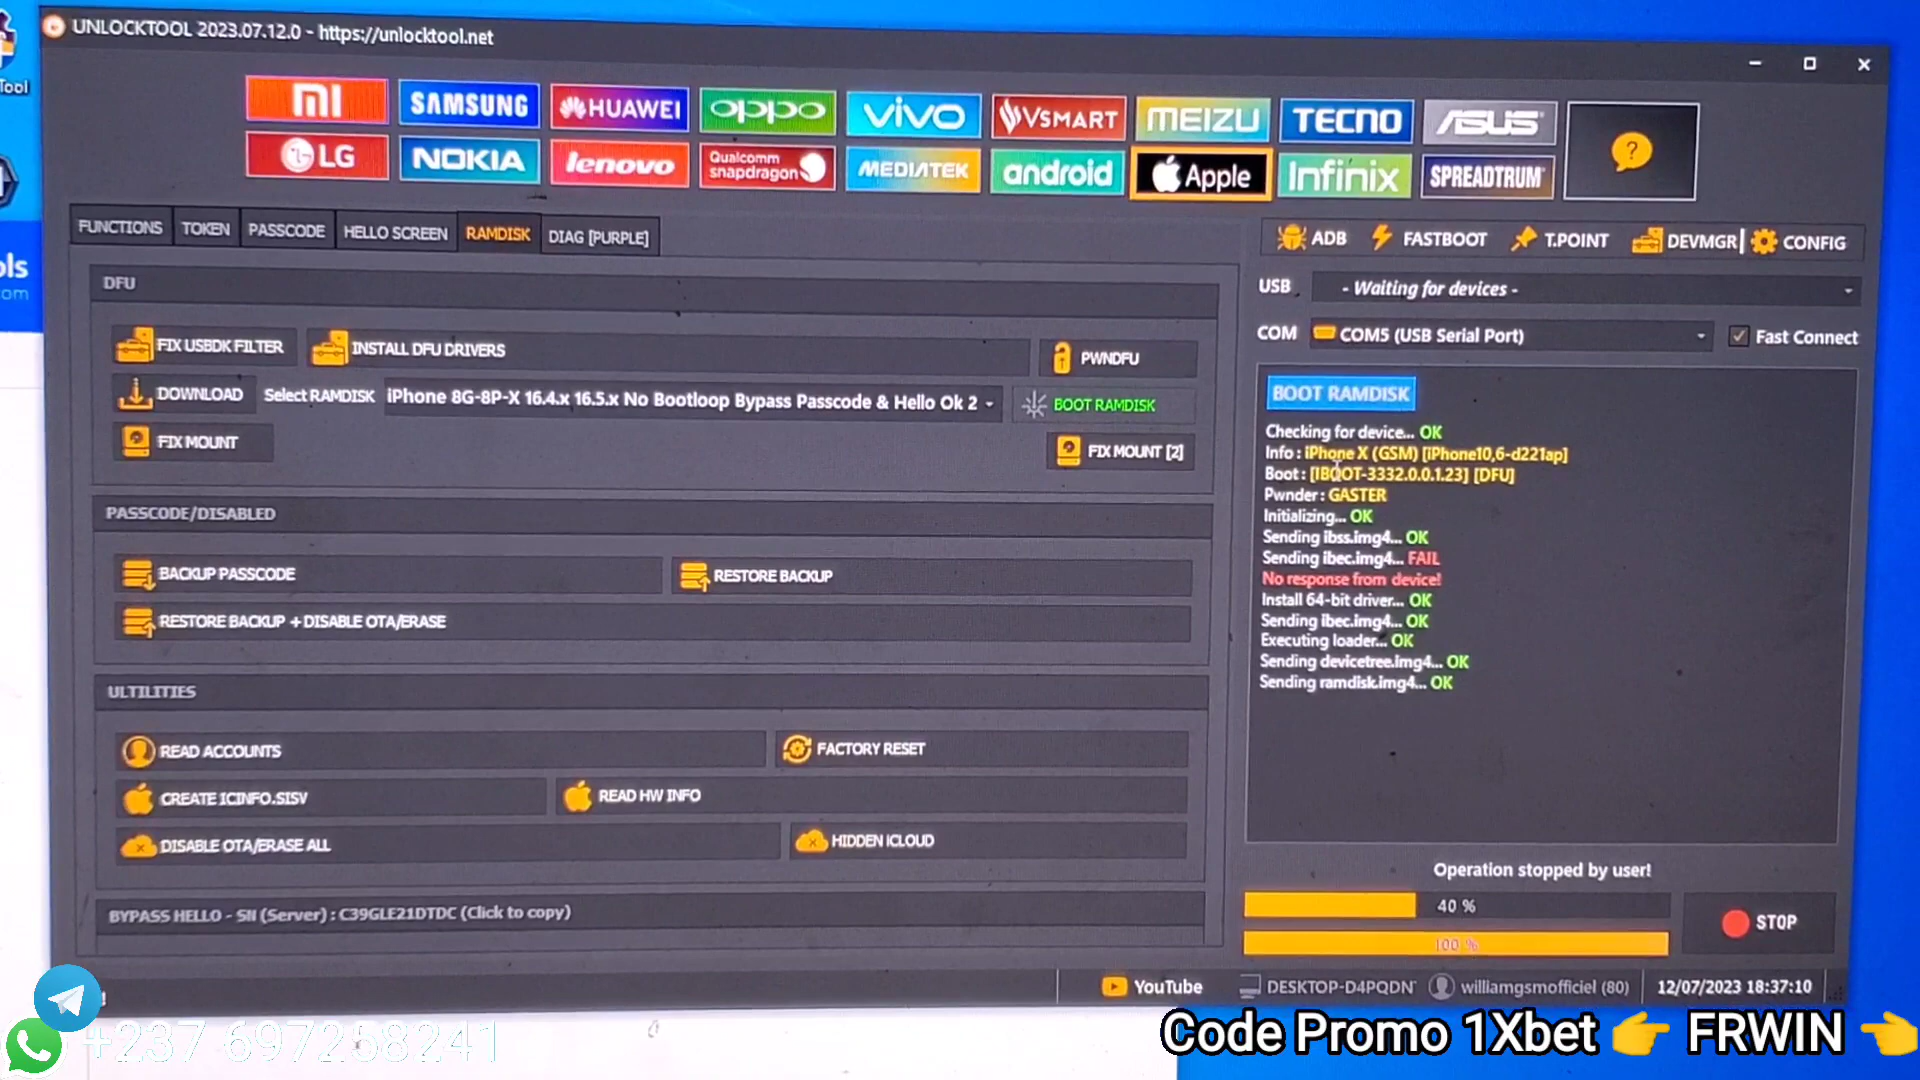 UNLOCKTOOL 2023.07.12.0 - https://unlocktool.net
Tool
mi SAMSUNG HUAWEI oppo vivo VSMART MEIZU TECNO ASUS ?
LG NOKIA lenovo Qualcomm snapdragon MEDIATEK android Apple Infinix SPREADTRUM
FUNCTIONS TOKEN PASSCODE HELLO SCREEN RAMDISK DIAG [PURPLE]
ADB FASTBOOT T.POINT DEVMGR CONFIG
ols
om
DFU
USB - Waiting for devices -
FIX USBDK FILTER INSTALL DFU DRIVERS PWNDFU
COM COM5 (USB Serial Port) Fast Connect
DOWNLOAD Select RAMDISK iPhone 8G-8P-X 16.4.x 16.5.x No Bootloop Bypass Passcode & Hello Ok 2 BOOT RAMDISK
FIX MOUNT FIX MOUNT [2]
PASSCODE/DISABLED
BACKUP PASSCODE RESTORE BACKUP
RESTORE BACKUP + DISABLE OTA/ERASE
ULTILITIES
READ ACCOUNTS FACTORY RESET
CREATE ICINFO.SISV READ HW INFO
DISABLE OTA/ERASE ALL HIDDEN ICLOUD
BYPASS HELLO - SN (Server) : C39GLE21DTDC (Click to copy)
BOOT RAMDISK
Checking for device... OK
Info : iPhone X (GSM) [iPhone10,6-d221ap]
Boot : [IBOOT-3332.0.0.1.23] [DFU]
Pwnder : GASTER
Initializing... OK
Sending ibss.img4... OK
Sending ibec.img4... FAIL
No response from device!
Install 64-bit driver... OK
Sending ibec.img4... OK
Executing loader... OK
Sending devicetree.img4... OK
Sending ramdisk.img4... OK
Operation stopped by user!
40 %
100 %
STOP
YouTube DESKTOP-D4PQDN williamgsmofficiel (80) 12/07/2023 18:37:10
+237 697258241
Code Promo 1Xbet 👉 FRWIN 👈